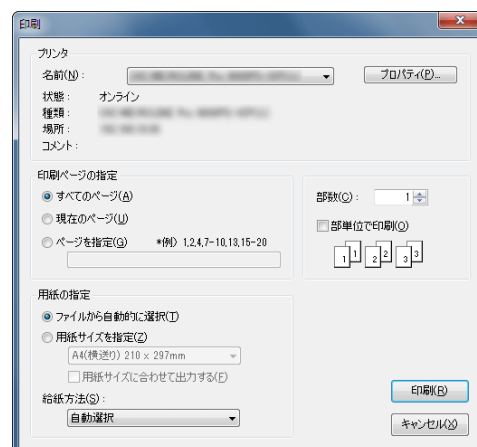 印刷
プリンタ
名前(N):
プロパティ(P)...
状態: オンライン
種類:
場所:
コメント:
印刷ページの指定
すべてのページ(A)
現在のページ(U)
ページを指定(G) *例) 1,2,4,7-10,13,15-20
部数(C): 1
部単位で印刷(O)
1 1 2 2 3 3
用紙の指定
ファイルから自動的に選択(T)
用紙サイズを指定(Z)
A4(横送り) 210 × 297mm
用紙サイズに合わせて出力する(F)
給紙方法(S):
自動選択
印刷(R)
キャンセル(X)